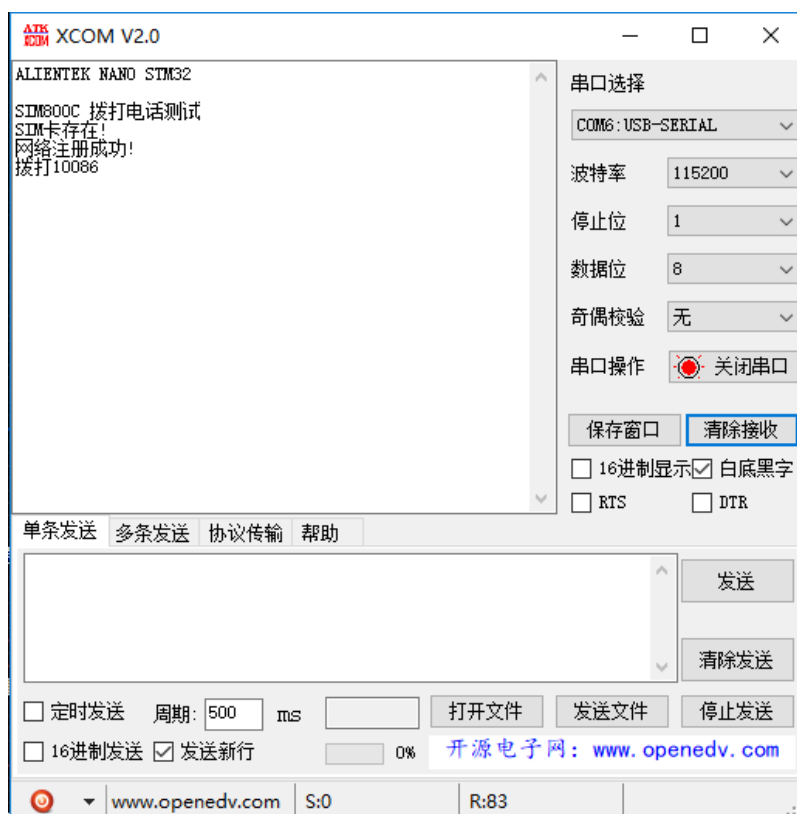 ATK XCOM XCOM V2.0
ALIENTEK NANO STM32
SIM800C 拨打电话测试
SIM卡存在!
网络注册成功!
拨打10086
串口选择
COM6:USB-SERIAL
波特率 115200
停止位 1
数据位 8
奇偶校验 无
串口操作 关闭串口
保存窗口 清除接收
16进制显示 白底黑字
RTS DTR
单条发送 多条发送 协议传输 帮助
发送
清除发送
定时发送 周期: 500 ms 打开文件 发送文件 停止发送
16进制发送 发送新行 0% 开源电子网: www.openedv.com
www.openedv.com S:0 R:83